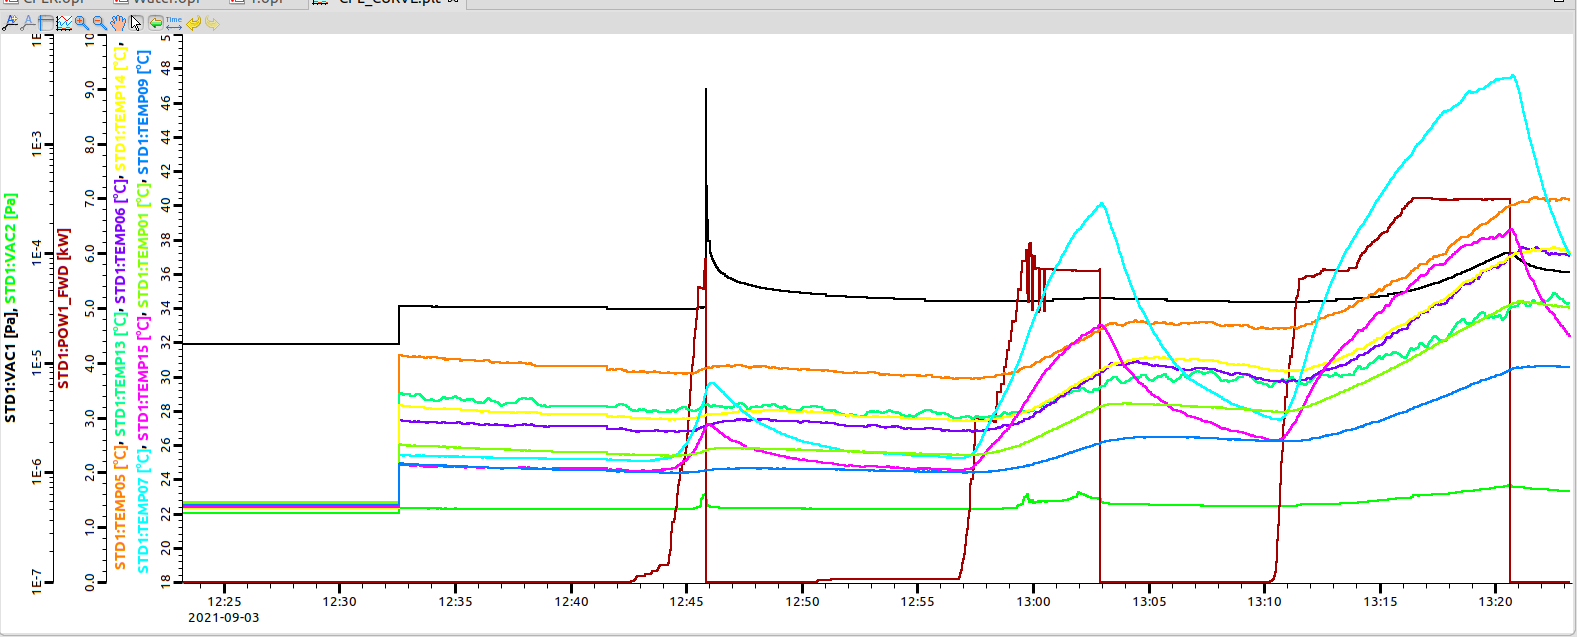 CPE_CURVE.plt
Time
STD1:VAC1 [Pa], STD1:VAC2 [Pa]
1E-3
1E-4
1E-5
1E-6
1E-7
STD1:POW1_FWD [kW]
10
9.0
8.0
7.0
6.0
5.0
4.0
3.0
2.0
1.0
0.0
STD1:TEMP05 [°C], STD1:TEMP13 [°C], STD1:TEMP06 [°C], STD1:TEMP14 [°C],
STD1:TEMP07 [°C], STD1:TEMP15 [°C], STD1:TEMP01 [°C], STD1:TEMP09 [°C]
5
48
46
44
42
40
38
36
34
32
30
28
26
24
22
20
18
12:25 12:30 12:35 12:40 12:45 12:50 12:55 13:00 13:05 13:10 13:15 13:20
2021-09-03